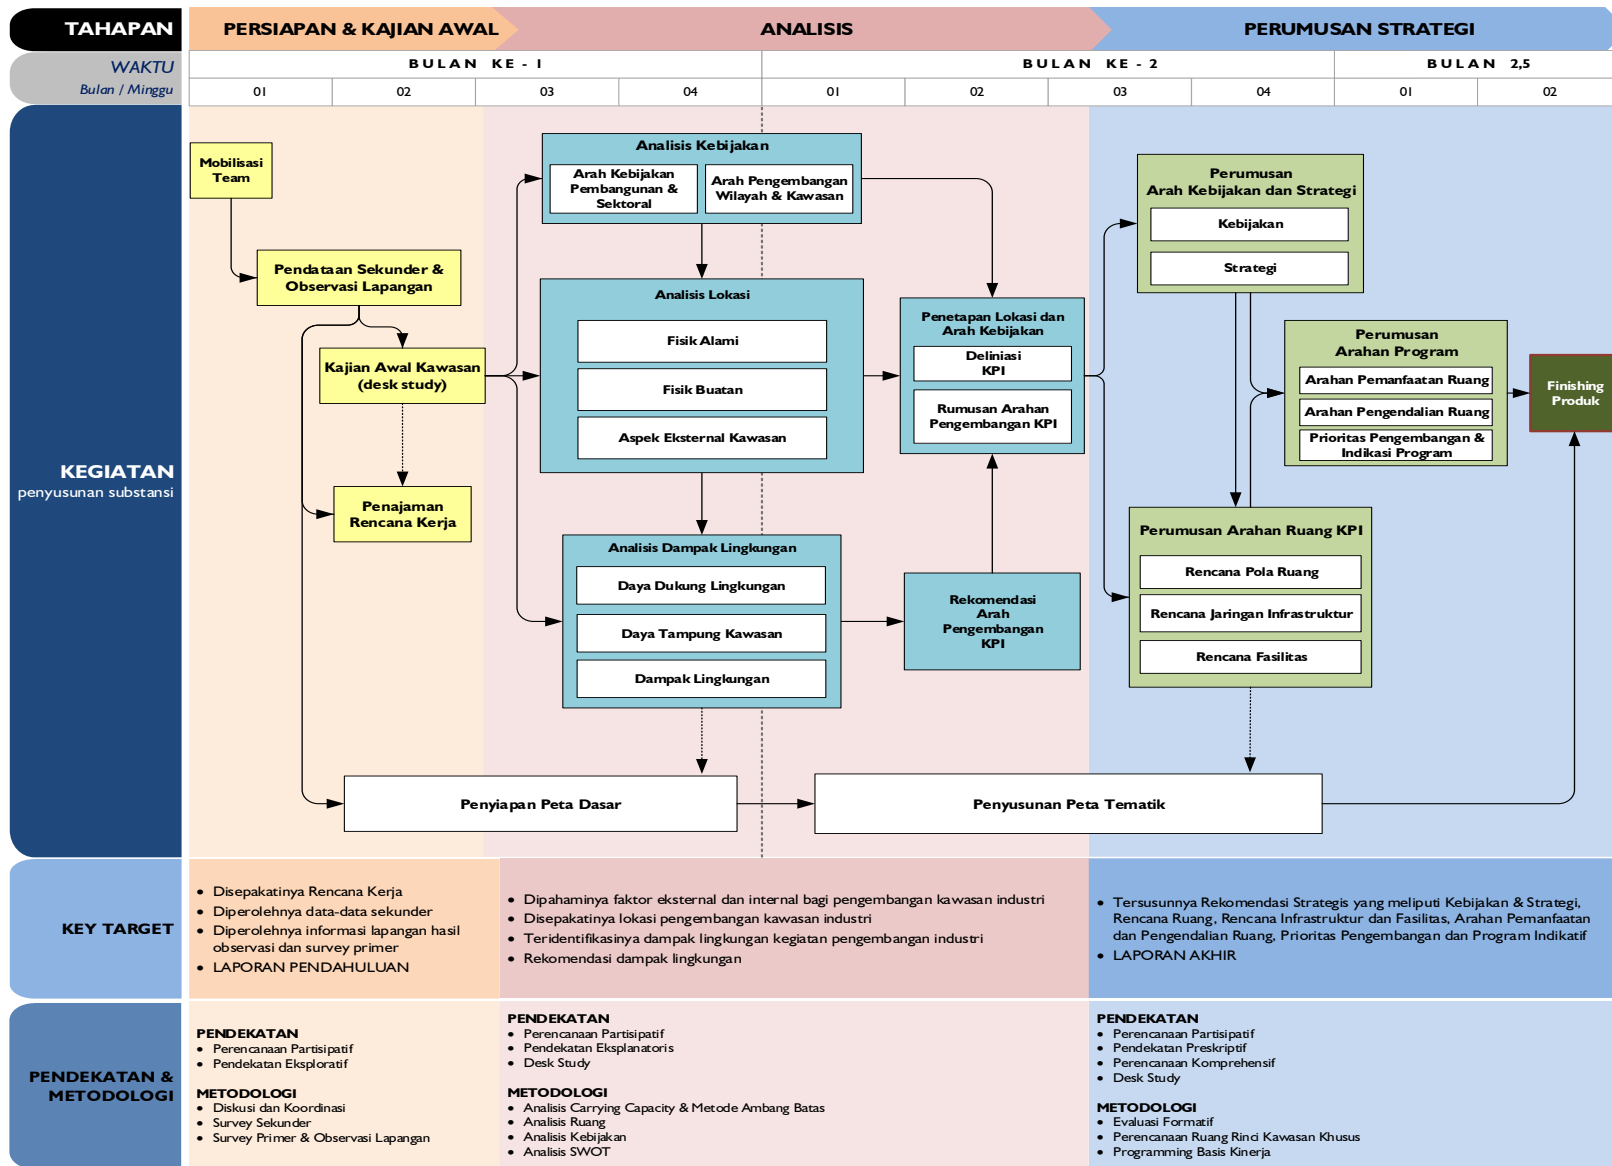 TAHAPAN
PERSIAPAN & KAJIAN AWAL
ANALISIS
PERUMUSAN STRATEGI
WAKTU
Bulan / Minggu
BULAN KE - 1
BULAN KE - 2
BULAN 2,5
01
02
03
04
01
02
03
04
01
02
KEGIATAN
penyusunan substansi
Mobilisasi
Team
Pendataan Sekunder &
Observasi Lapangan
Kajian Awal Kawasan
(desk study)
Penajaman
Rencana Kerja
Analisis Kebijakan
Arah Kebijakan
Pembangunan &
Sektoral
Arah Pengembangan
Wilayah & Kawasan
Analisis Lokasi
Fisik Alami
Fisik Buatan
Aspek Eksternal Kawasan
Analisis Dampak Lingkungan
Daya Dukung Lingkungan
Daya Tampung Kawasan
Dampak Lingkungan
Penetapan Lokasi dan
Arah Kebijakan
Deliniasi
KPI
Rumusan Arahan
Pengembangan KPI
Rekomendasi
Arah
Pengembangan
KPI
Perumusan
Arah Kebijakan dan Strategi
Kebijakan
Strategi
Perumusan
Arahan Program
Arahan Pemanfaatan Ruang
Arahan Pengendalian Ruang
Prioritas Pengembangan &
Indikasi Program
Finishing
Produk
Perumusan Arahan Ruang KPI
Rencana Pola Ruang
Rencana Jaringan Infrastruktur
Rencana Fasilitas
Penyiapan Peta Dasar
Penyusunan Peta Tematik
KEY TARGET
• Disepakatinya Rencana Kerja
• Diperolehnya data-data sekunder
• Diperolehnya informasi lapangan hasil
observasi dan survey primer
• LAPORAN PENDAHULUAN
• Dipahaminya faktor eksternal dan internal bagi pengembangan kawasan industri
• Disepakatinya lokasi pengembangan kawasan industri
• Teridentifikasinya dampak lingkungan kegiatan pengembangan industri
• Rekomendasi dampak lingkungan
• Tersusunnya Rekomendasi Strategis yang meliputi Kebijakan & Strategi,
Rencana Ruang, Rencana Infrastruktur dan Fasilitas, Arahan Pemanfaatan
dan Pengendalian Ruang, Prioritas Pengembangan dan Program Indikatif
• LAPORAN AKHIR
PENDEKATAN &
METODOLOGI
PENDEKATAN
• Perencanaan Partisipatif
• Pendekatan Eksploratif
METODOLOGI
• Diskusi dan Koordinasi
• Survey Sekunder
• Survey Primer & Observasi Lapangan
PENDEKATAN
• Perencanaan Partisipatif
• Pendekatan Eksplanatoris
• Desk Study
METODOLOGI
• Analisis Carrying Capacity & Metode Ambang Batas
• Analisis Ruang
• Analisis Kebijakan
• Analisis SWOT
PENDEKATAN
• Perencanaan Partisipatif
• Pendekatan Preskriptif
• Perencanaan Komprehensif
• Desk Study
METODOLOGI
• Evaluasi Formatif
• Perencanaan Ruang Rinci Kawasan Khusus
• Programming Basis Kinerja